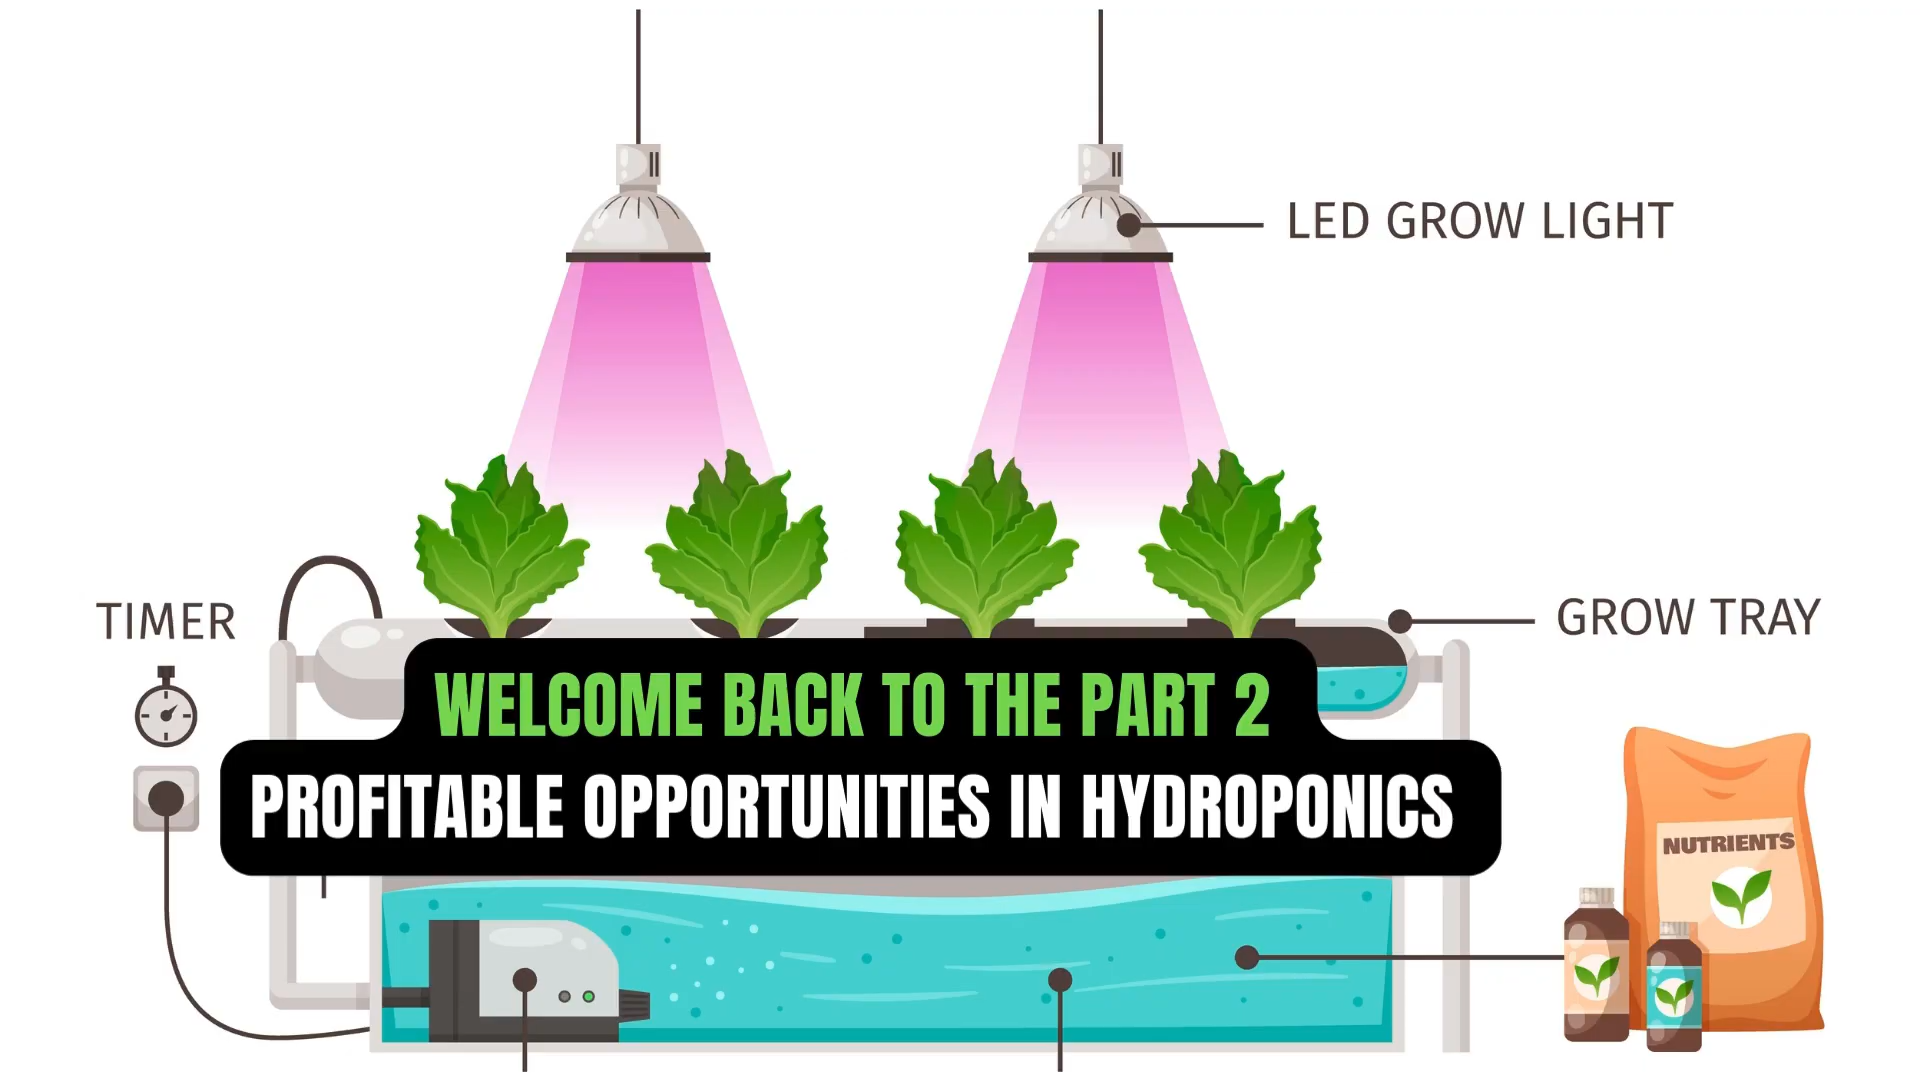 LED GROW LIGHT
TIMER
GROW TRAY
WELCOME BACK TO THE PART 2
PROFITABLE OPPORTUNITIES IN HYDROPONICS
NUTRIENTS